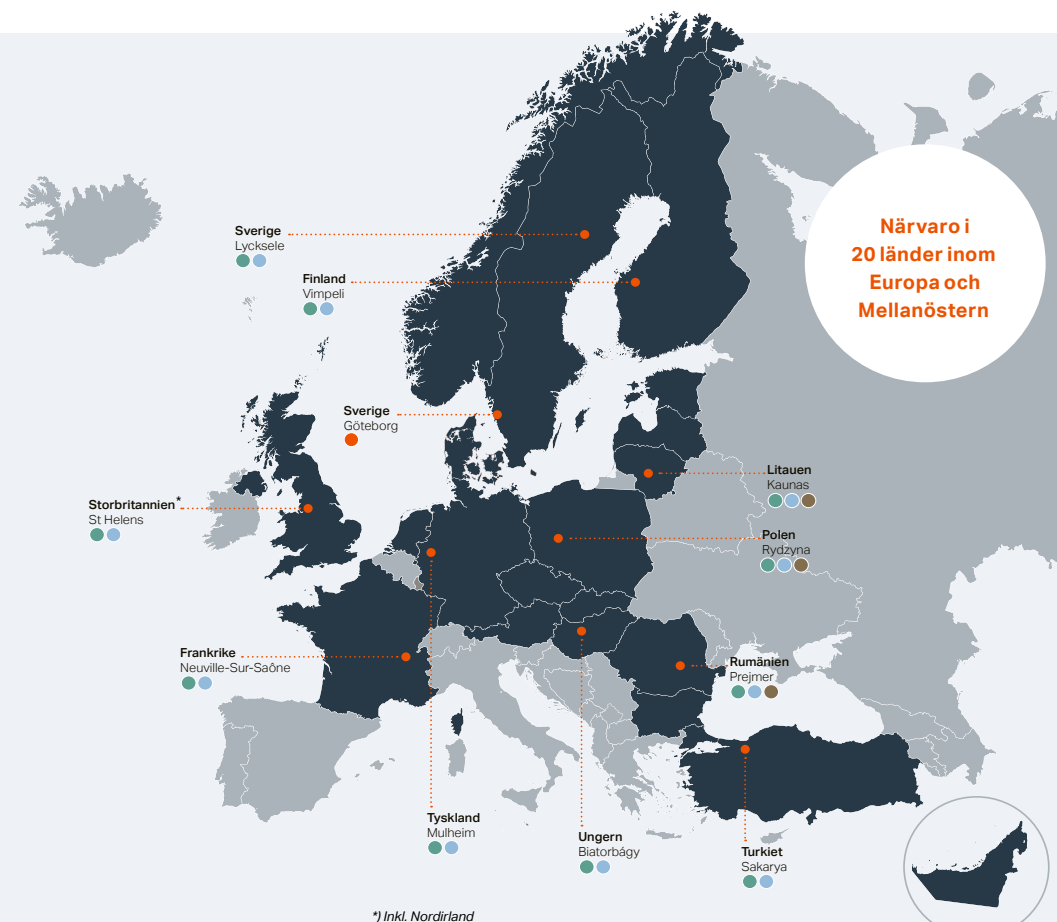 Närvaro i
20 länder inom
Europa och
Mellanöstern
Sverige
Lycksele
Finland
Vimpeli
Sverige
Göteborg
Litauen
Kaunas
Storbritannien*
St Helens
Polen
Rydzyna
Frankrike
Neuville-Sur-Saône
Rumänien
Prejmer
Tyskland
Mulheim
Ungern
Biatorbágy
Turkiet
Sakarya
*) Inkl. Nordirland